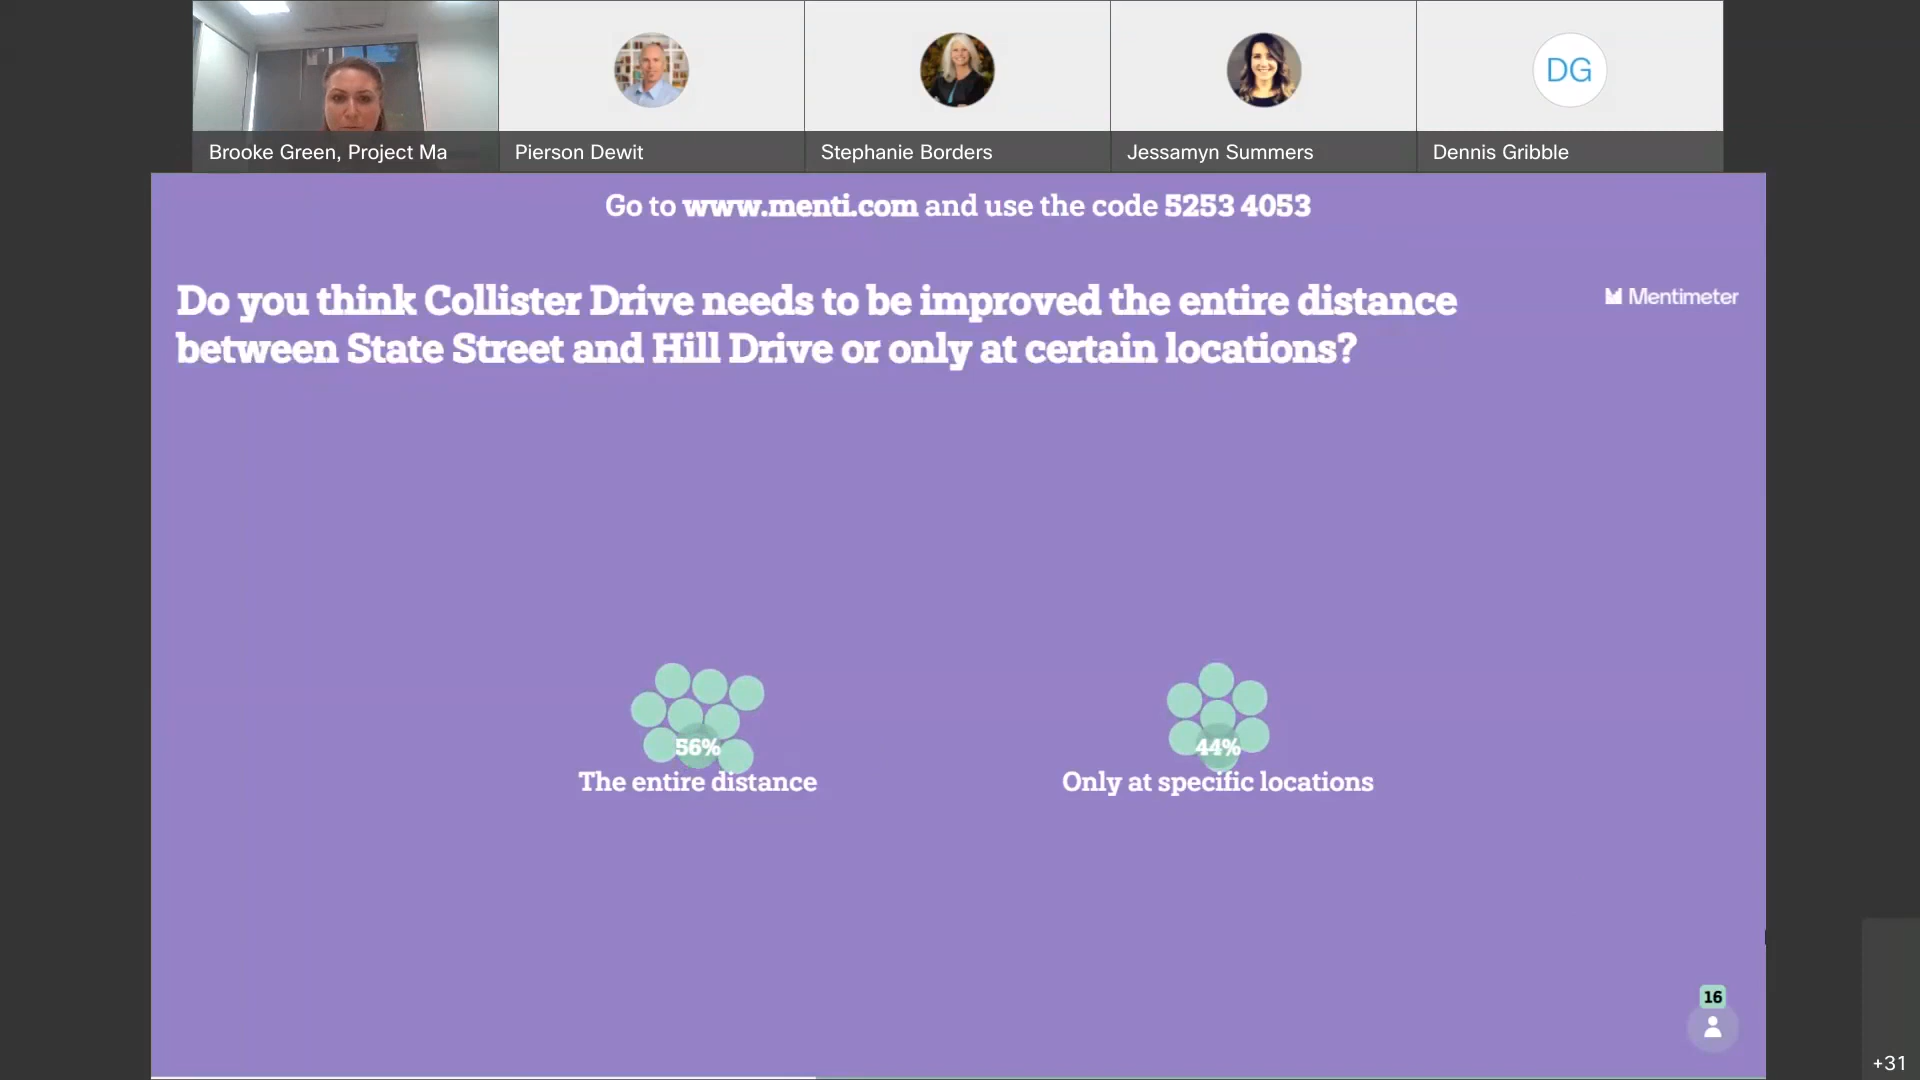 Brooke Green, Project Ma
Pierson Dewit
Stephanie Borders
Jessamyn Summers
DG
Dennis Gribble
Go to www.menti.com and use the code 5253 4053
Do you think Collister Drive needs to be improved the entire distance
between State Street and Hill Drive or only at certain locations?
Mentimeter
56%
The entire distance
44%
Only at specific locations
16
+31